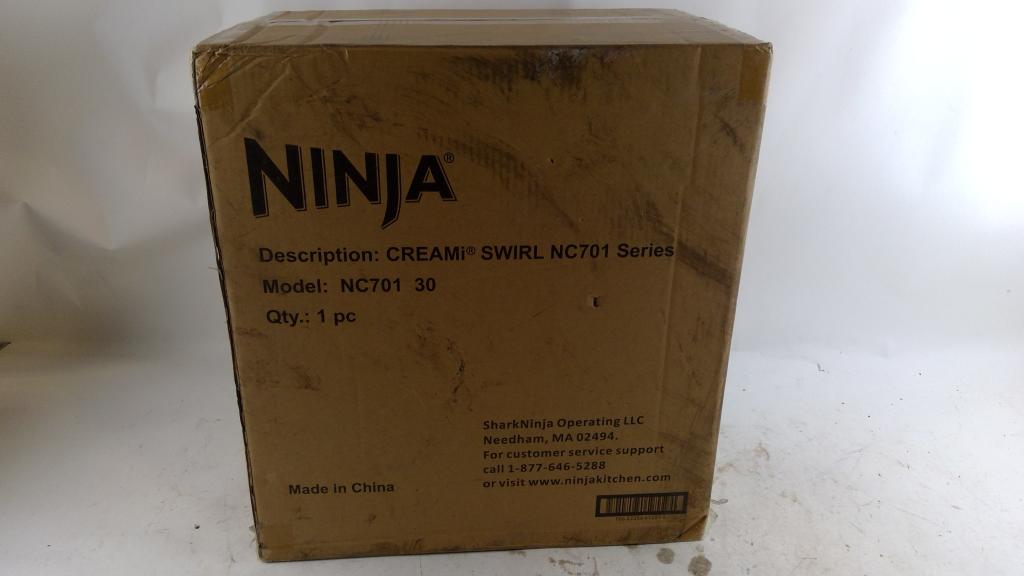 NINJA®
Description: CREAMi® SWIRL NC701 Series
Model: NC701 30
Qty.: 1 pc
SharkNinja Operating LLC
Needham, MA 02494.
For customer service support
call 1-877-646-5288
or visit www.ninjakitchen.com
Made in China